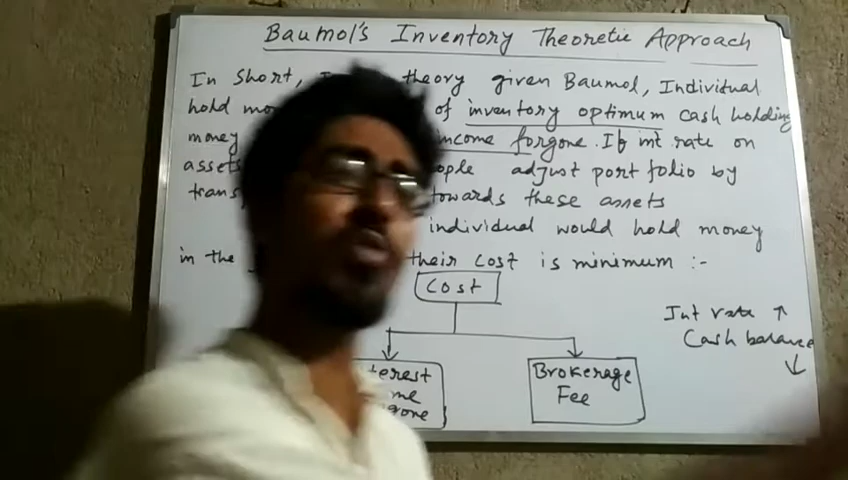 Baumol's Inventory Theoretic Approach
In Short, theory given Baumol, Individual
hold of inventory optimum cash holding
money income forgone. If int rate on
assets adjust port folio by
towards these assets
individual would hold money
in the their cost is minimum :-
Cost
Int rate ↑
Cash balance
↓
Brokerage
Fee